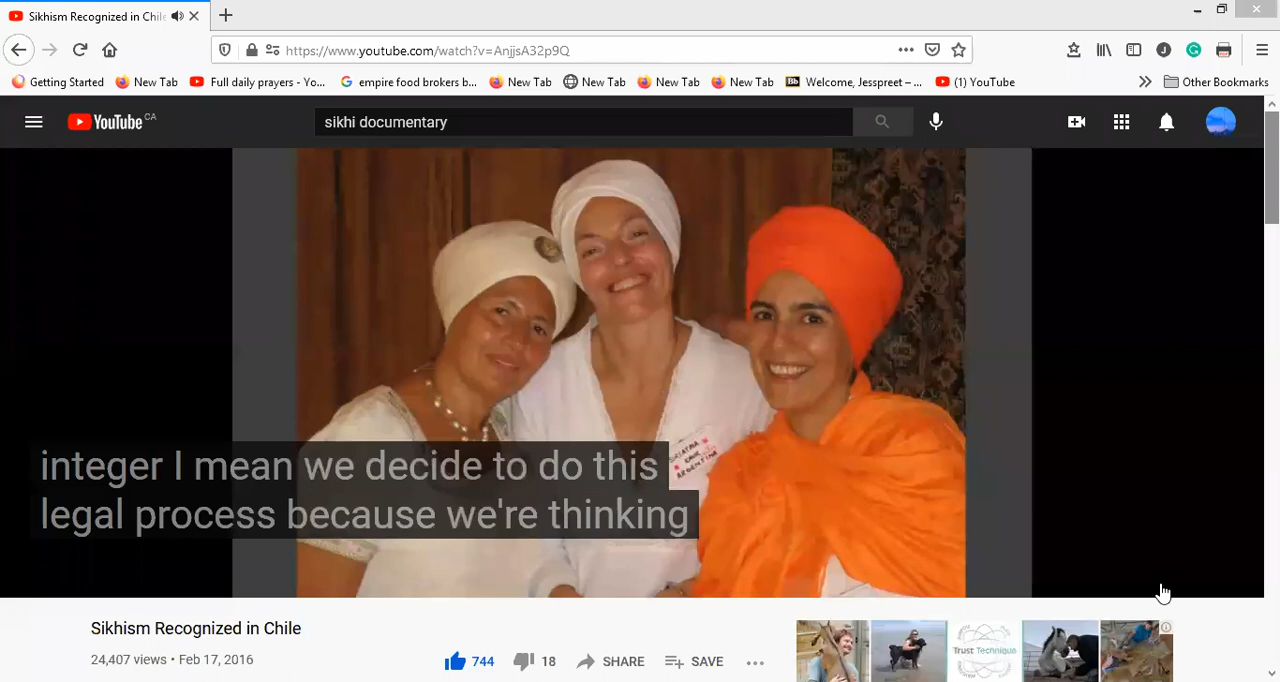 Sikhism Recognized in Chile
https://www.youtube.com/watch?v=AnjjsA32p9Q
Getting Started New Tab Full daily prayers - Yo... empire food brokers b... New Tab New Tab New Tab New Tab Welcome, Jesspreet – ... (1) YouTube Other Bookmarks
YouTube CA sikhi documentary
ARGENTINA
integer I mean we decide to do this
legal process because we're thinking
Sikhism Recognized in Chile
24,407 views • Feb 17, 2016 744 18 SHARE SAVE
Trust Technique